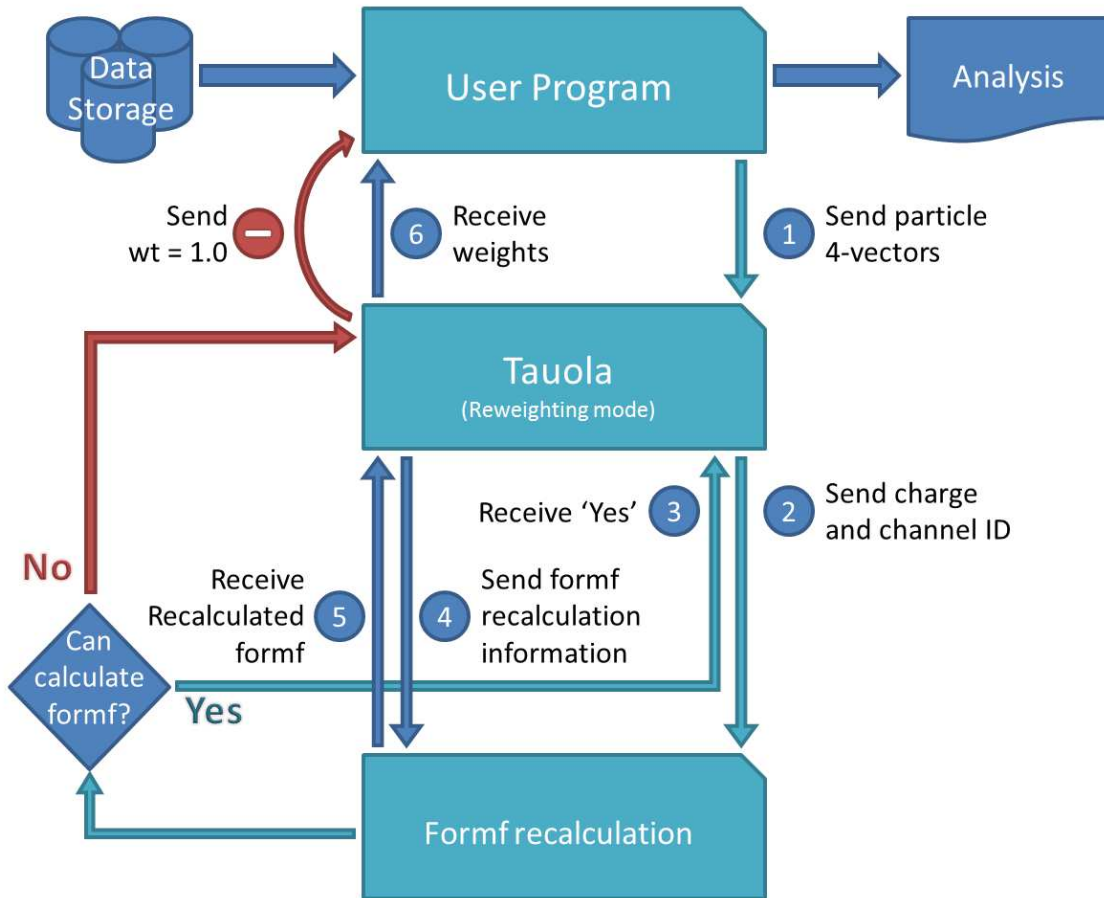 Data
Storage
User Program
Analysis
Send
wt = 1.0
6
Receive
weights
1
Send particle
4-vectors
Tauola
(Reweighting mode)
Receive ‘Yes’
3
2
Send charge
and channel ID
No
Receive
Recalculated
formf
5
4
Send formf
recalculation
information
Can
calculate
formf?
Yes
Formf recalculation